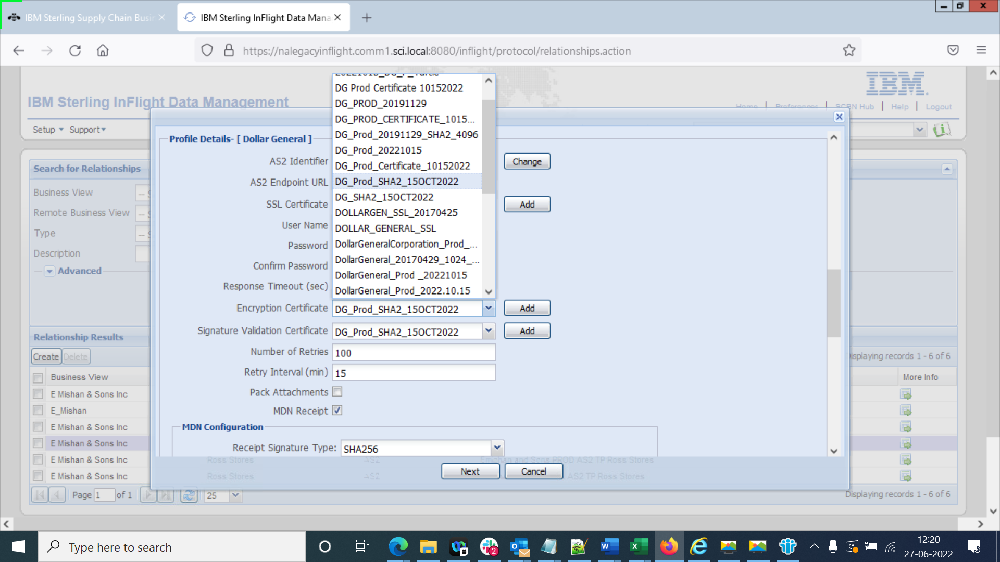 IBM Sterling Supply Chain Busin
IBM Sterling InFlight Data Mana
https://nalegacyinflight.comm1.sci.local:8080/inflight/protocol/relationships.action
IBM
IBM Sterling InFlight Data Management
Home | Preferences | SCBN Hub | Help | Logout
Setup Support
DG Prod Certificate 10152022
DG_PROD_20191129
DG_PROD_CERTIFICATE_1015...
DG_Prod_20191129_SHA2_4096
DG_Prod_20221015
DG_Prod_Certificate_10152022
DG_Prod_SHA2_15OCT2022
DG_SHA2_15OCT2022
DOLLARGEN_SSL_20170425
DOLLAR_GENERAL_SSL
DollarGeneralCorporation_Prod_...
DollarGeneral_20170429_1024_...
DollarGeneral_Prod _20221015
DollarGeneral_Prod_2022.10.15
Profile Details- [ Dollar General ]
AS2 Identifier Change
AS2 Endpoint URL
SSL Certificate Add
User Name
Password
Confirm Password
Response Timeout (sec)
Encryption Certificate DG_Prod_SHA2_15OCT2022 Add
Signature Validation Certificate DG_Prod_SHA2_15OCT2022 Add
Number of Retries 100
Retry Interval (min) 15
Pack Attachments
MDN Receipt
MDN Configuration
Receipt Signature Type: SHA256
Next Cancel
Search for Relationships
Business View
Remote Business View
Type
Description
Advanced
Relationship Results
Create Delete
Displaying records 1 - 6 of 6
Business View More Info
E Mishan & Sons Inc
E_Mishan
E Mishan & Sons Inc
E Mishan & Sons Inc
E Mishan & Sons Inc Ross Stores AS2 Emishan and Sons PROD AS2 TP Ross Stores
E Mishan & Sons Inc Ross Stores AS2 AS2 TP Ross Stores
Page 1 of 1 25 Displaying records 1 - 6 of 6
Type here to search
2
12:20
27-06-2022